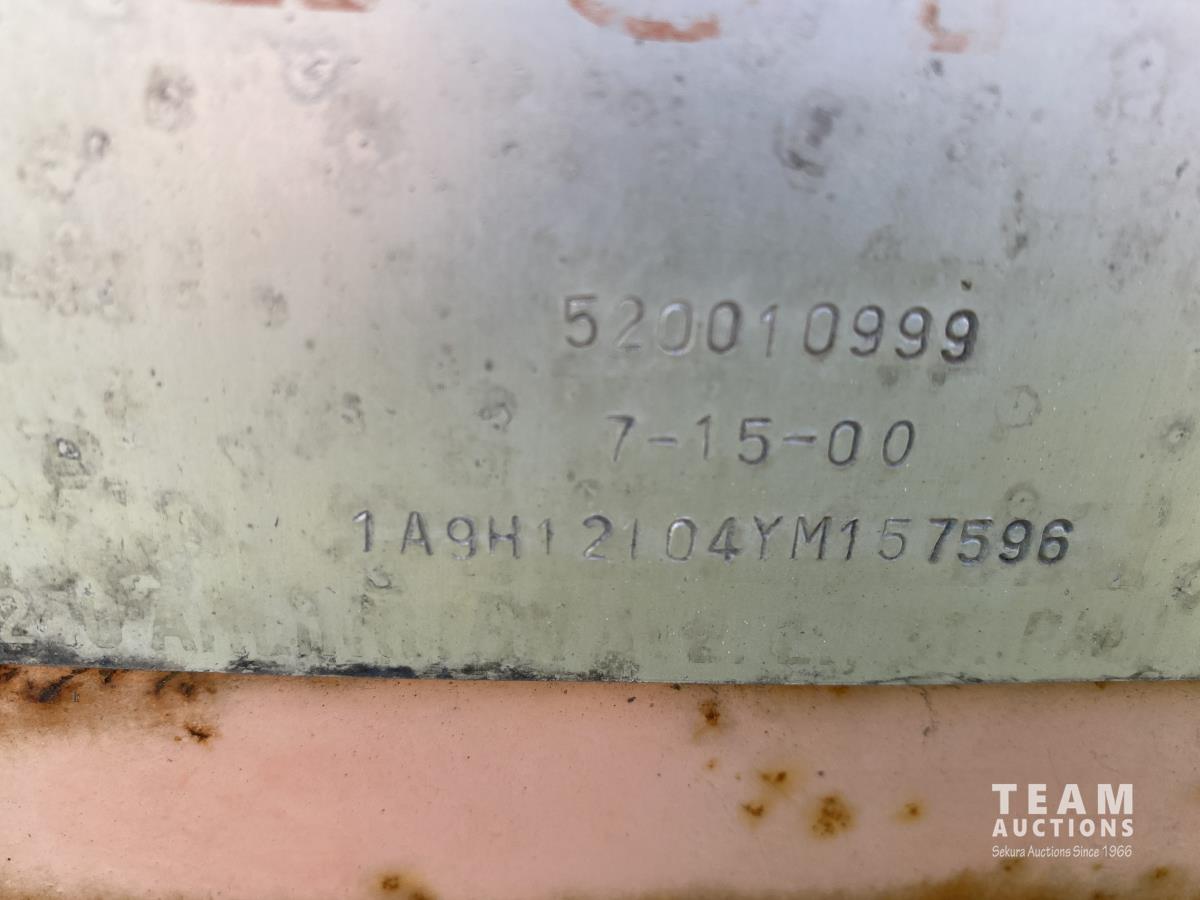 520010999
7-15-00
1A9H12104YM157596
TEAM
AUCTIONS
Sekura Auctions Since 1966